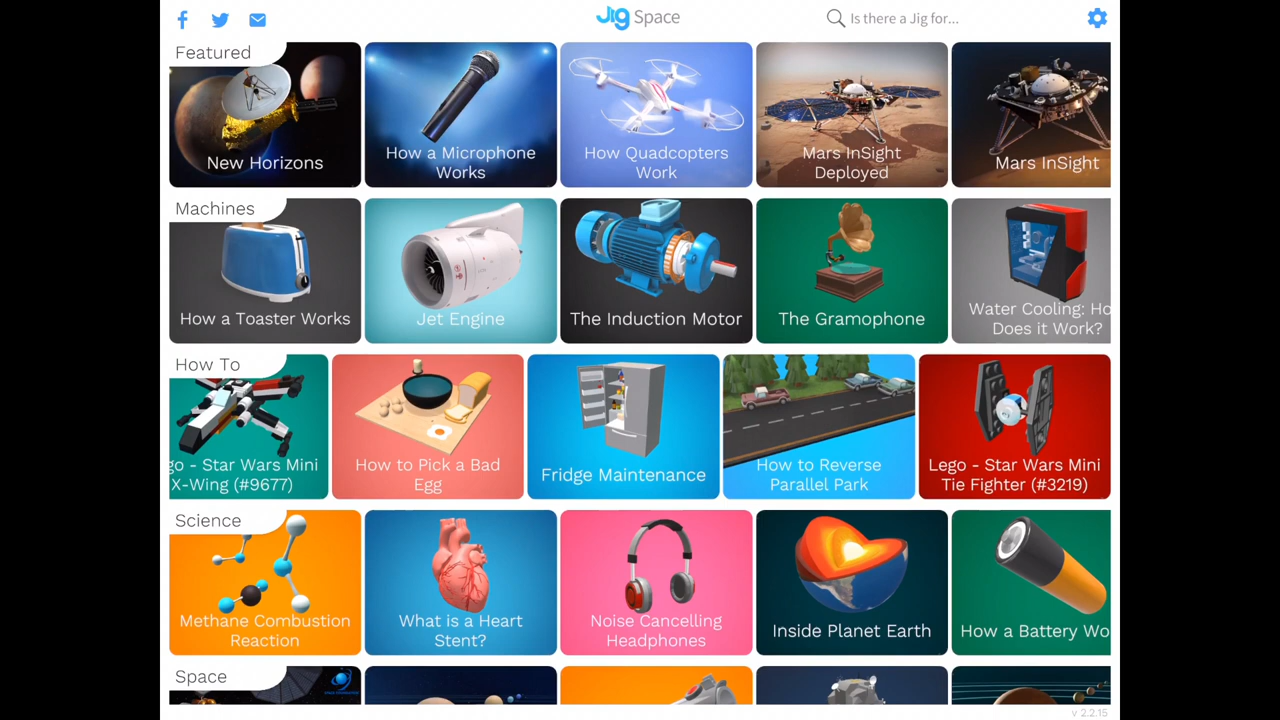 Jig Space
Is there a Jig for...
Featured
New Horizons
How a Microphone
Works
How Quadcopters
Work
Mars InSight
Deployed
Mars InSight
Machines
How a Toaster Works
Jet Engine
The Induction Motor
The Gramophone
Water Cooling: Ho
Does it Work?
How To
go - Star Wars Mini
X-Wing (#9677)
How to Pick a Bad
Egg
Fridge Maintenance
How to Reverse
Parallel Park
Lego - Star Wars Mini
Tie Fighter (#3219)
Science
Methane Combustion
Reaction
What is a Heart
Stent?
Noise Cancelling
Headphones
Inside Planet Earth
How a Battery Wo
Space
v 2.2.15